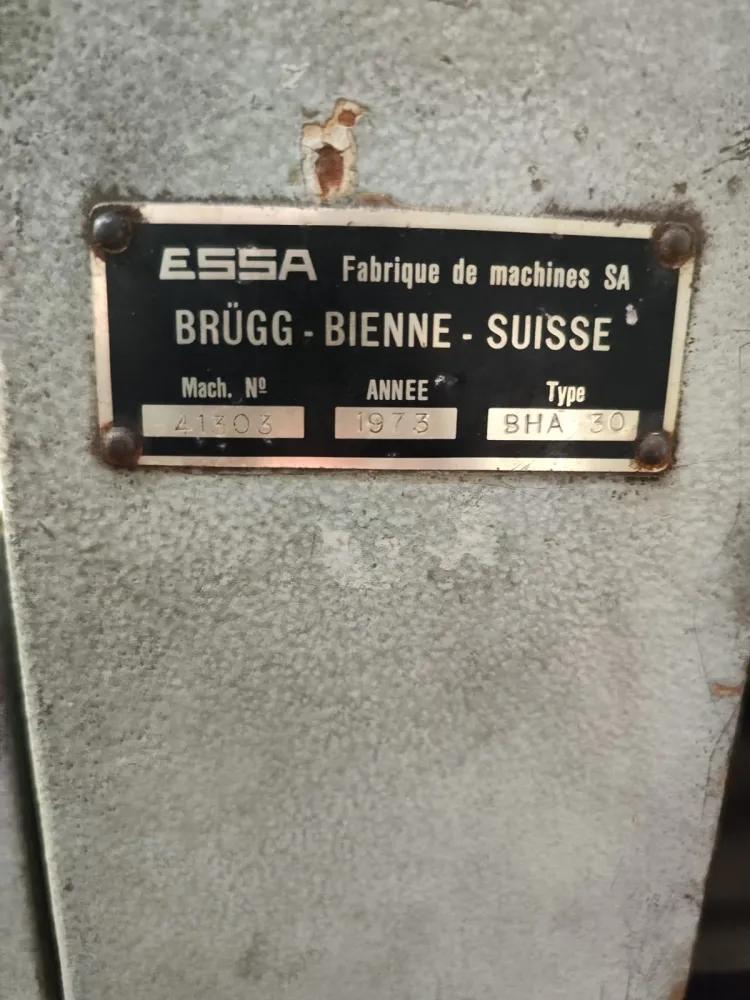 ESSA Fabrique de machines SA
BRÜGG - BIENNE - SUISSE
Mach. Nº ANNEE Type
41303 1973 BHA 30